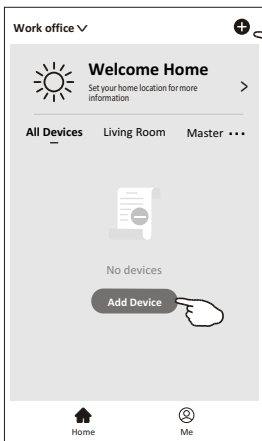 Work office
Welcome Home
Set your home location for more
information
All Devices Living Room Master ...
No devices
Add Device
Home Me